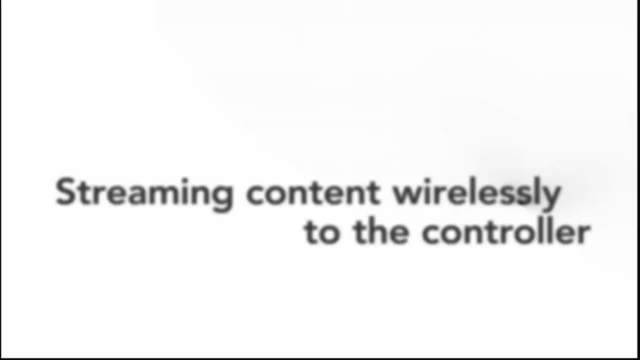 Streaming content wirelessly
to the controller